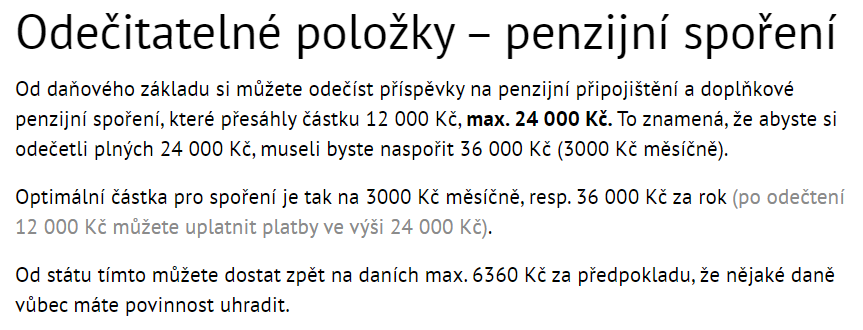 Odečitatelné položky – penzijní spoření
Od daňového základu si můžete odečíst příspěvky na penzijní připojištění a doplňkové
penzijní spoření, které přesáhly částku 12 000 Kč, max. 24 000 Kč. To znamená, že abyste si
odečetli plných 24 000 Kč, museli byste naspořit 36 000 Kč (3000 Kč měsíčně).
Optimální částka pro spoření je tak na 3000 Kč měsíčně, resp. 36 000 Kč za rok (po odečtení
12 000 Kč můžete uplatnit platby ve výši 24 000 Kč).
Od státu tímto můžete dostat zpět na daních max. 6360 Kč za předpokladu, že nějaké daně
vůbec máte povinnost uhradit.